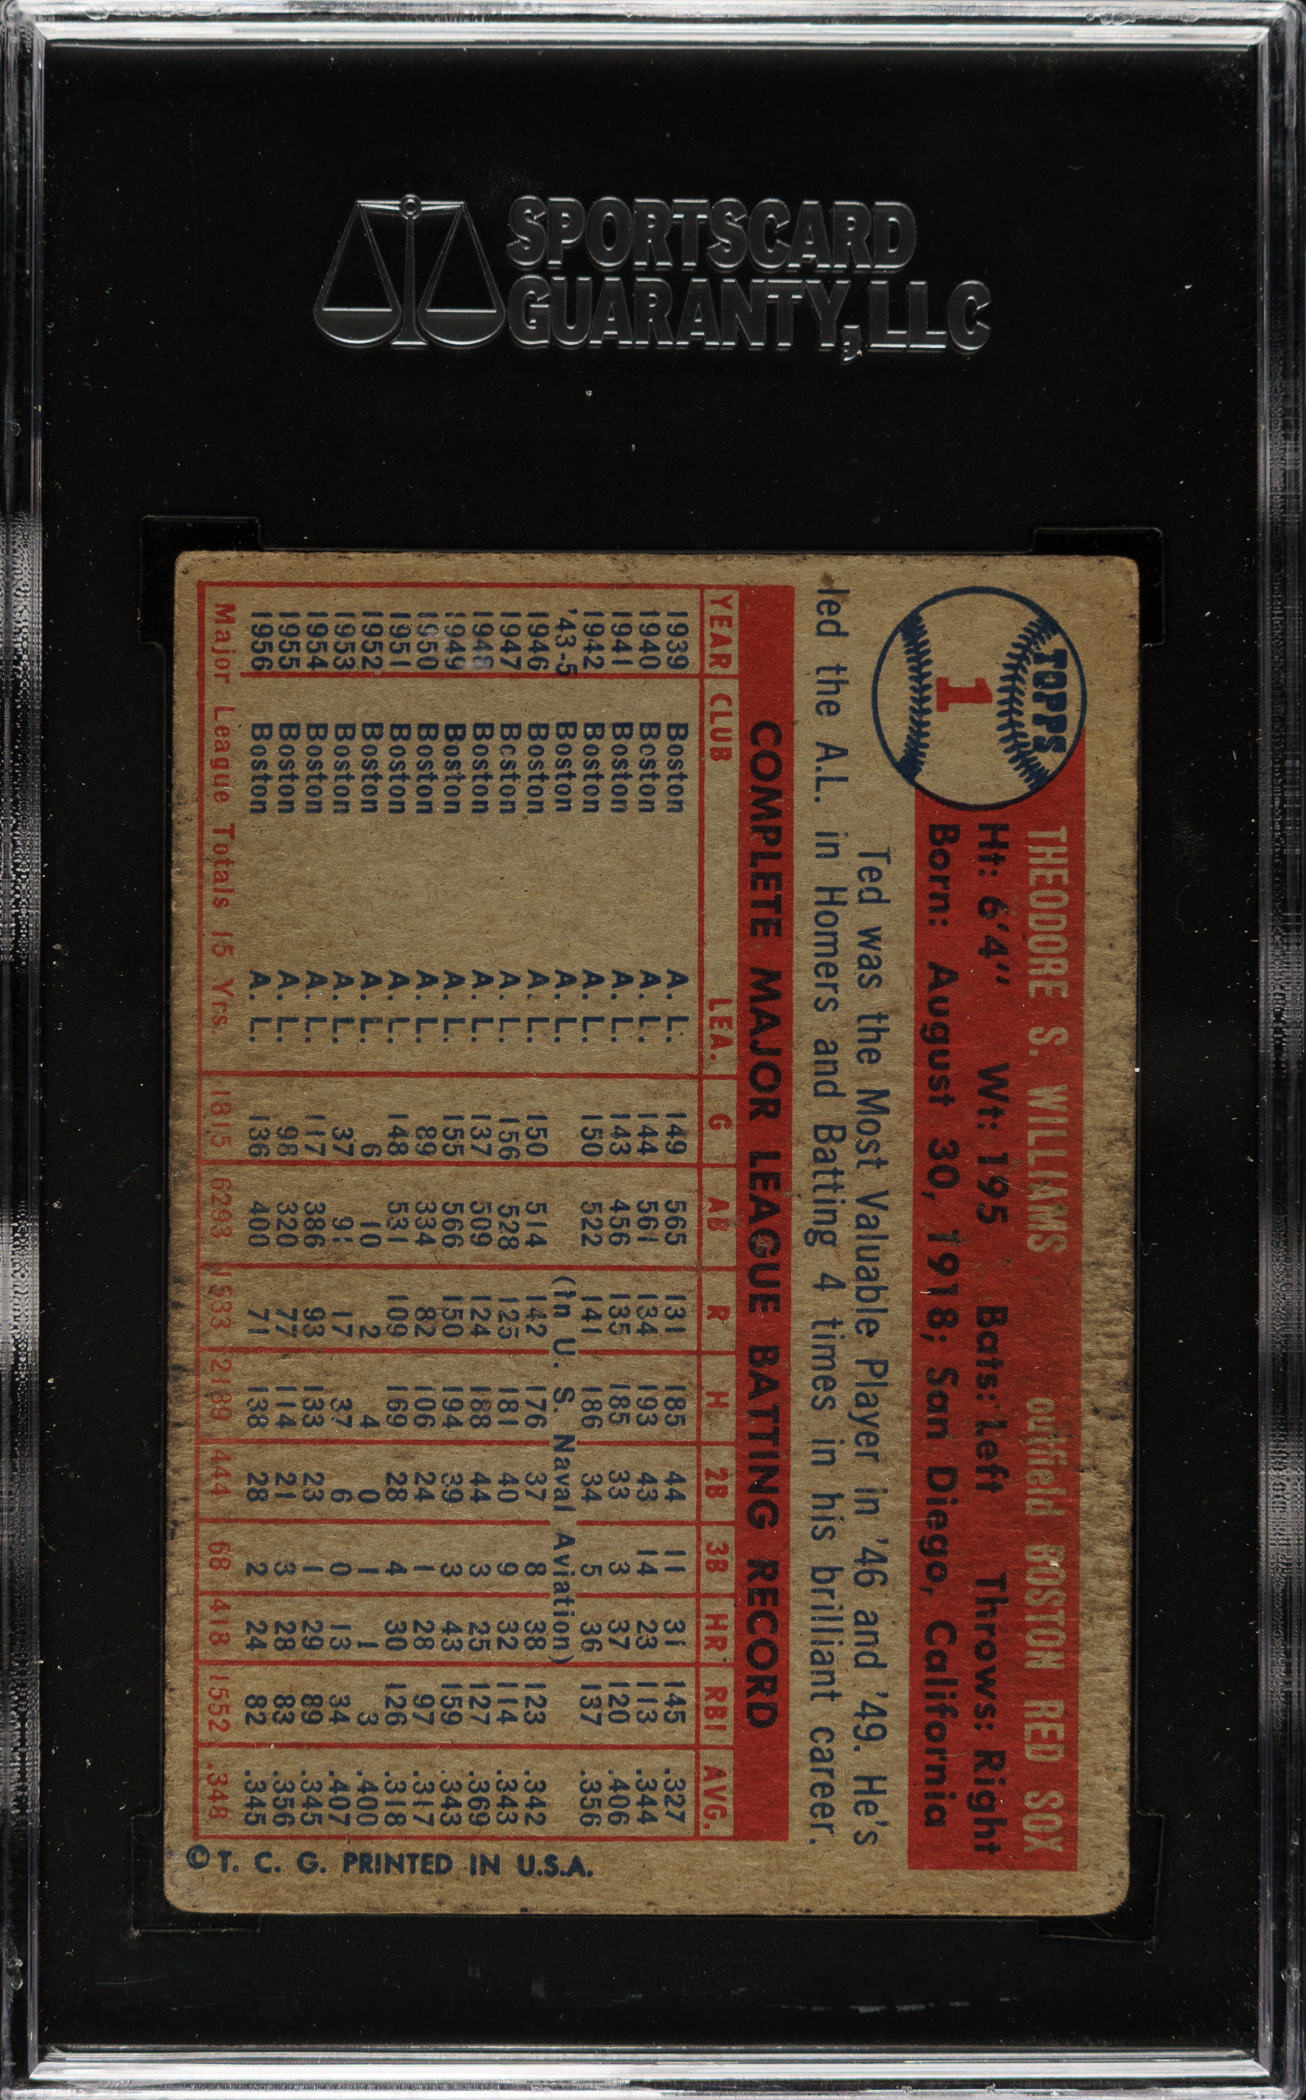 SPORTSCARD
GUARANTY, LLC
TOPPS
1
THEODORE S. WILLIAMS outfield BOSTON RED SOX
Ht: 6'4" Wt: 195 Bats: Left Throws: Right
Born: August 30, 1918; San Diego, California
Ted was the Most Valuable Player in '46 and '49. He's
led the A.L. in Homers and Batting 4 times in his brilliant career.
COMPLETE MAJOR LEAGUE BATTING RECORD
YEAR CLUB LEA. G AB R H 2B 3B HR RBI AVG.
1939 Boston A. L. 149 565 131 185 44 11 31 145 .327
1940 Boston A. L. 144 561 134 193 43 14 23 113 .344
1941 Boston A. L. 143 456 135 185 33 3 37 120 .406
1942 Boston A. L. 150 522 141 186 34 5 36 137 .356
'43-5 Boston A. L. (In U. S. Naval Aviation)
1946 Boston A. L. 150 514 142 176 37 8 38 123 .342
1947 Boston A. L. 156 528 125 181 40 9 32 114 .343
1948 Boston A. L. 137 509 124 188 44 3 25 127 .369
1949 Boston A. L. 155 566 150 194 39 3 43 159 .343
1950 Boston A. L. 89 334 82 106 24 1 28 97 .317
1951 Boston A. L. 148 531 109 169 28 4 30 126 .318
1952 Boston A. L. 6 10 2 4 0 1 1 3 .400
1953 Boston A. L. 37 91 17 37 6 0 13 34 .407
1954 Boston A. L. 117 386 93 133 23 1 29 89 .345
1955 Boston A. L. 98 320 77 114 21 3 28 83 .356
1956 Boston A. L. 136 400 71 138 28 2 24 82 .345
Major League Totals 15 Yrs. 1815 6293 1533 2189 444 68 418 1552 .348
© T. C. G. PRINTED IN U.S.A.